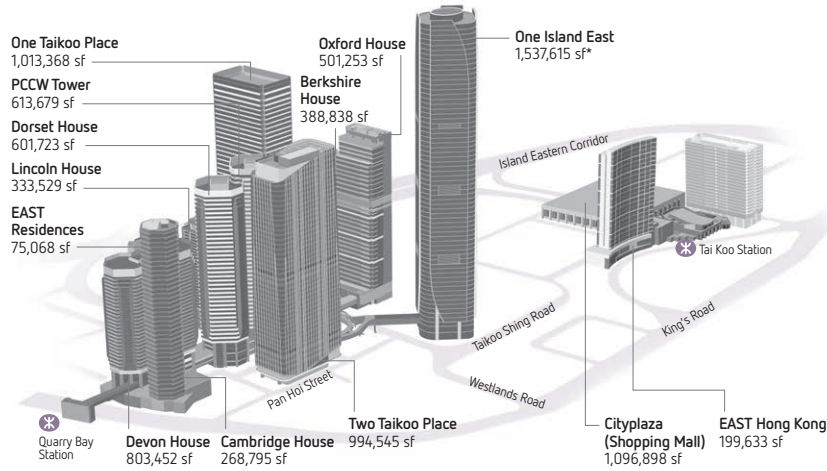 One Taikoo Place
1,013,368 sf
PCCW Tower
613,679 sf
Dorset House
601,723 sf
Lincoln House
333,529 sf
EAST
Residences
75,068 sf
Oxford House
501,253 sf
Berkshire
House
388,838 sf
One Island East
1,537,615 sf*
Island Eastern Corridor
Tai Koo Station
King's Road
Taikoo Shing Road
Westlands Road
Pan Hoi Street
Quarry Bay
Station
Devon House
803,452 sf
Cambridge House
268,795 sf
Two Taikoo Place
994,545 sf
Cityplaza
(Shopping Mall)
1,096,898 sf
EAST Hong Kong
199,633 sf